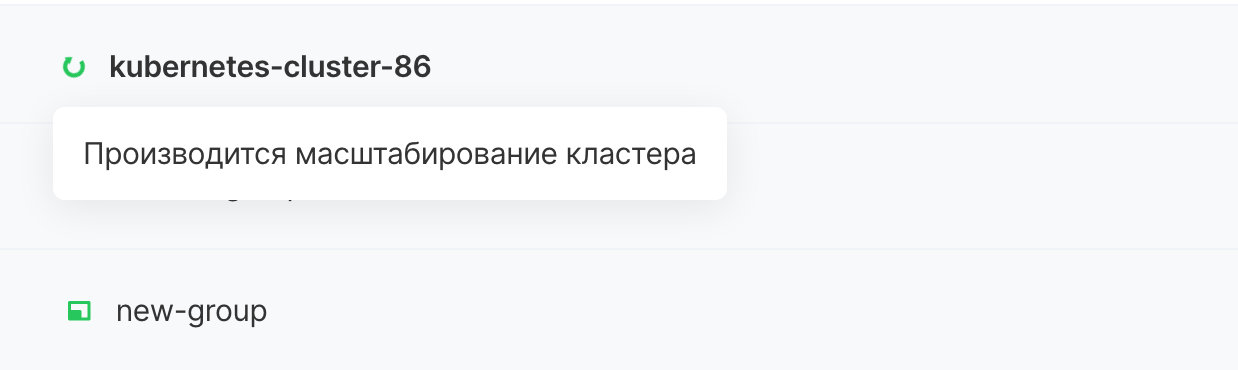 kubernetes-cluster-86
Производится масштабирование кластера
new-group